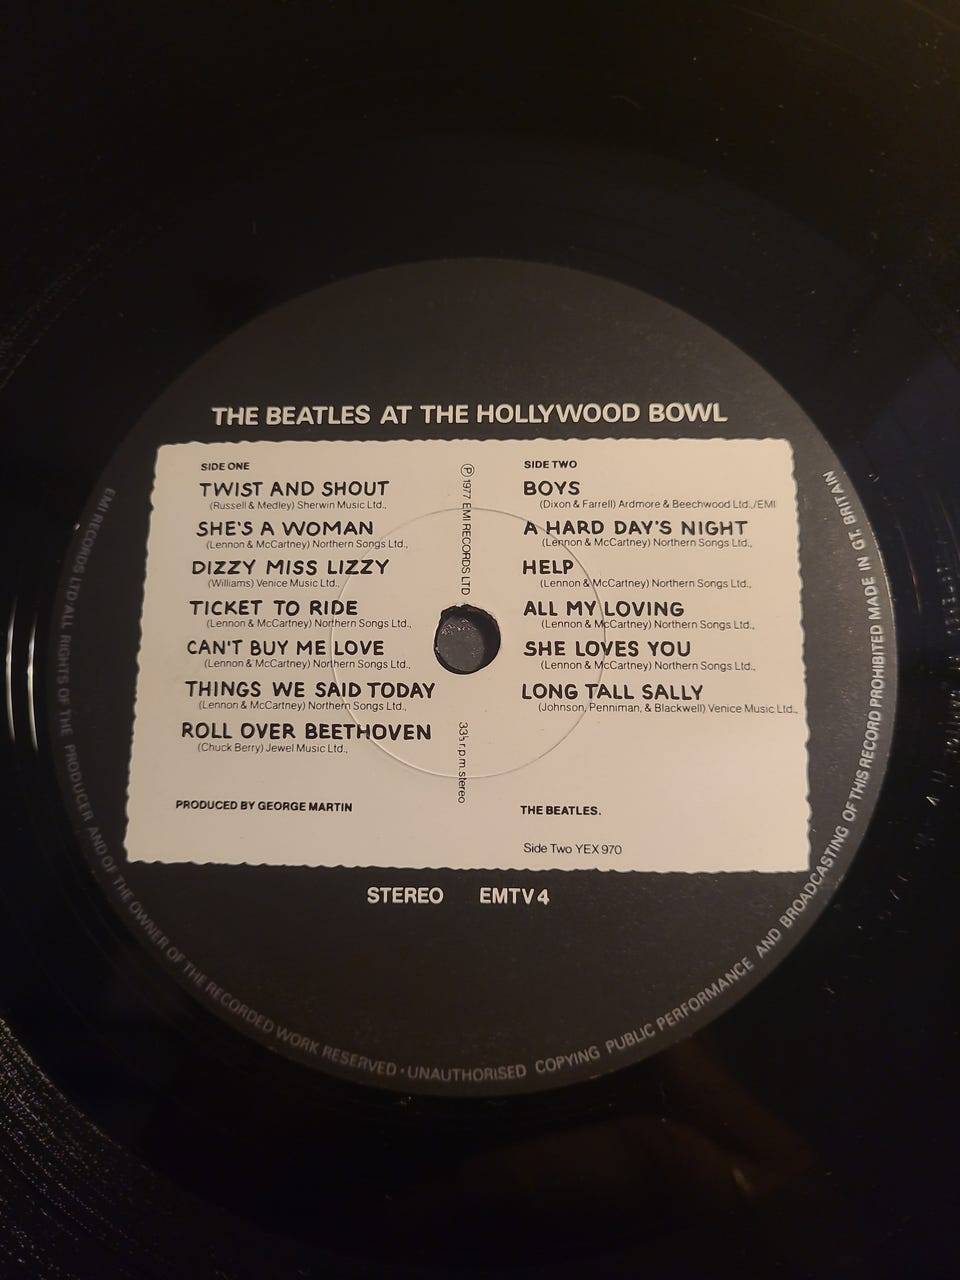 THE BEATLES AT THE HOLLYWOOD BOWL
SIDE ONE
TWIST AND SHOUT
(Russell & Medley) Sherwin Music Ltd.,
SHE'S A WOMAN
(Lennon & McCartney) Northern Songs Ltd.,
DIZZY MISS LIZZY
(Williams) Venice Music Ltd.,
TICKET TO RIDE
(Lennon & McCartney) Northern Songs Ltd.,
CAN'T BUY ME LOVE
(Lennon & McCartney) Northern Songs Ltd.,
THINGS WE SAID TODAY
(Lennon & McCartney) Northern Songs Ltd.,
ROLL OVER BEETHOVEN
(Chuck Berry) Jewel Music Ltd.,
PRODUCED BY GEORGE MARTIN
Ⓟ 1977 EMI RECORDS LTD
33⅓ r.p.m. stereo
SIDE TWO
BOYS
(Dixon & Farrell) Ardmore & Beechwood Ltd.,/EMI
A HARD DAY'S NIGHT
(Lennon & McCartney) Northern Songs Ltd.,
HELP
(Lennon & McCartney) Northern Songs Ltd.,
ALL MY LOVING
(Lennon & McCartney) Northern Songs Ltd.,
SHE LOVES YOU
(Lennon & McCartney) Northern Songs Ltd.,
LONG TALL SALLY
(Johnson, Penniman, & Blackwell) Venice Music Ltd.,
THE BEATLES.
Side Two YEX 970
STEREO EMTV 4
EMI RECORDS LTD ALL RIGHTS OF THE PRODUCER AND OF THE OWNER OF THE RECORDED WORK RESERVED • UNAUTHORISED COPYING PUBLIC PERFORMANCE AND BROADCASTING OF THIS RECORD PROHIBITED MADE IN GT. BRITAIN